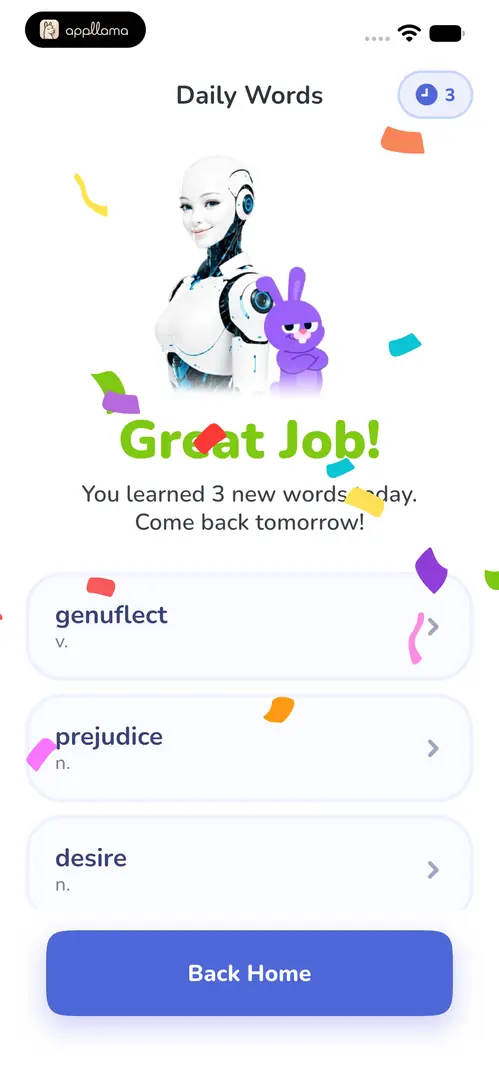 appllama
Daily Words
3
Great Job!
You learned 3 new words today.
Come back tomorrow!
genuflect
v.
prejudice
n.
desire
n.
Back Home